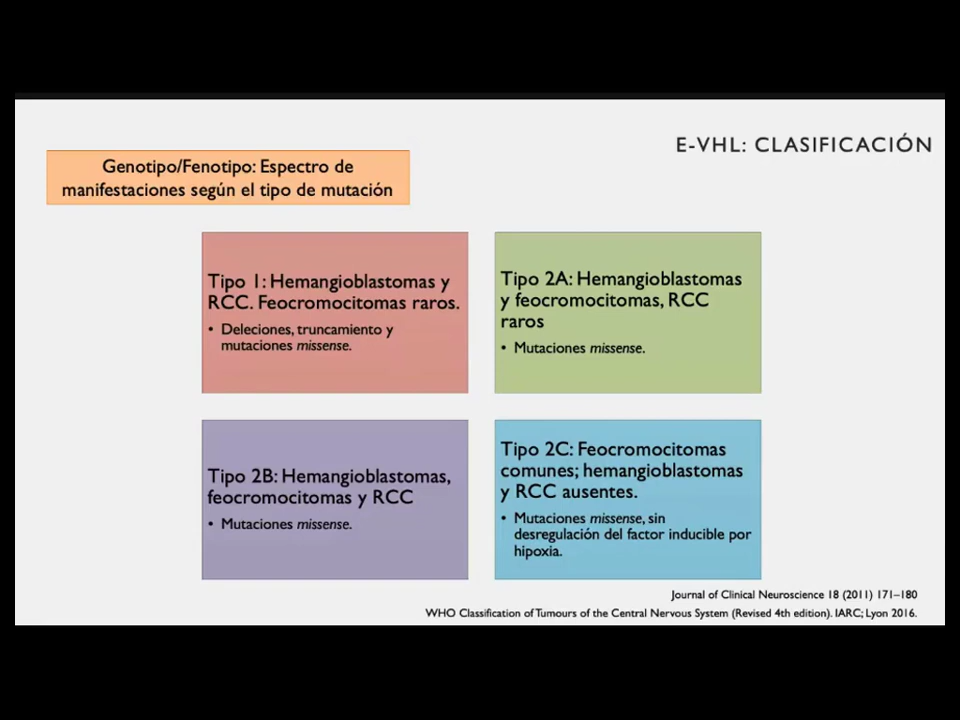 E-VHL: CLASIFICACIÓN
Genotipo/Fenotipo: Espectro de
manifestaciones según el tipo de mutación
Tipo 1: Hemangioblastomas y
RCC. Feocromocitomas raros.
• Deleciones, truncamiento y
mutaciones missense.
Tipo 2A: Hemangioblastomas
y feocromocitomas, RCC
raros
• Mutaciones missense.
Tipo 2B: Hemangioblastomas,
feocromocitomas y RCC
• Mutaciones missense.
Tipo 2C: Feocromocitomas
comunes; hemangioblastomas
y RCC ausentes.
• Mutaciones missense, sin
desregulación del factor inducible por
hipoxia.
Journal of Clinical Neuroscience 18 (2011) 171–180
WHO Classification of Tumours of the Central Nervous System (Revised 4th edition). IARC; Lyon 2016.